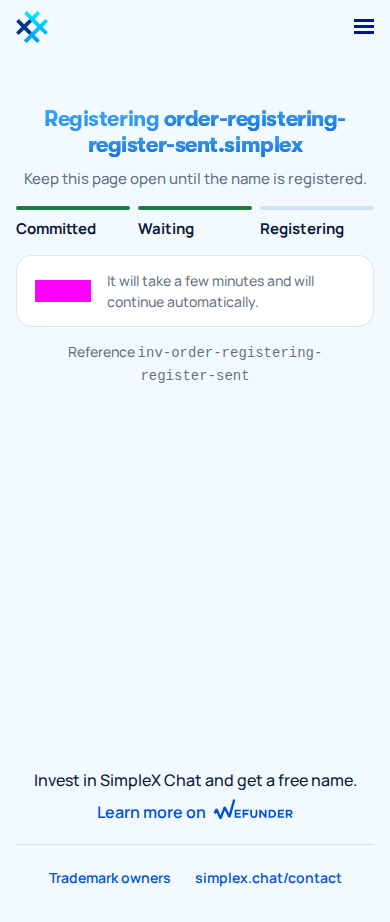 Registering order-registering-
register-sent.simplex
Keep this page open until the name is registered.
Committed
Waiting
Registering
It will take a few minutes and will
continue automatically.
Reference inv-order-registering-
register-sent
Invest in SimpleX Chat and get a free name.
Learn more on WEFUNDER
Trademark owners
simplex.chat/contact